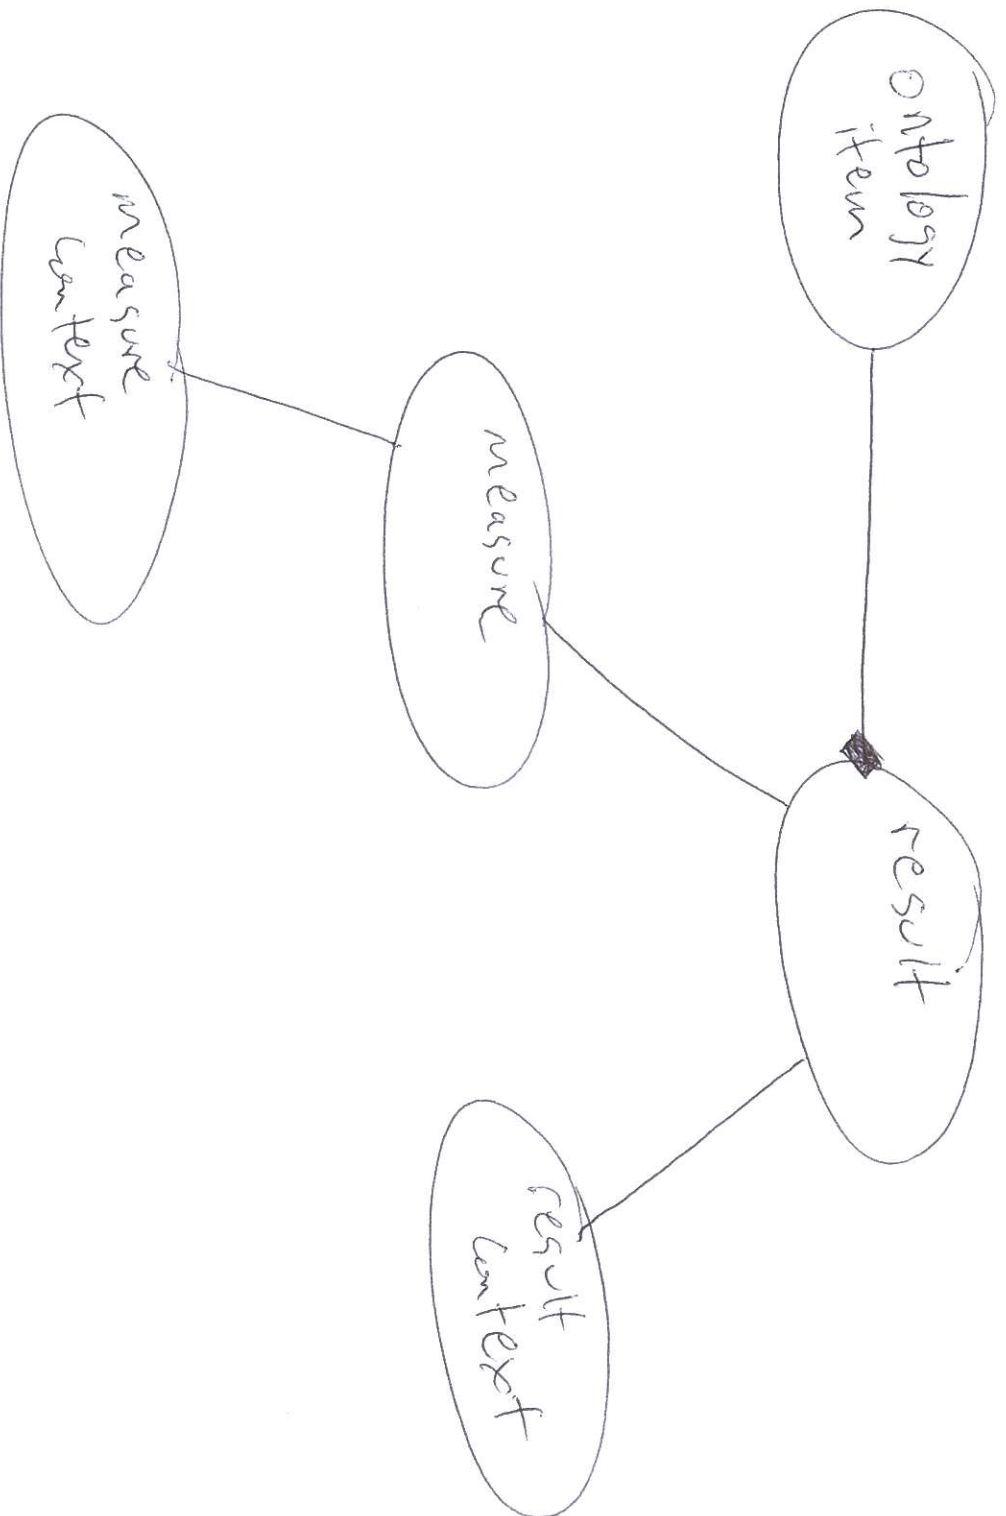 ontology
item
result
measure
result
context
measure
context